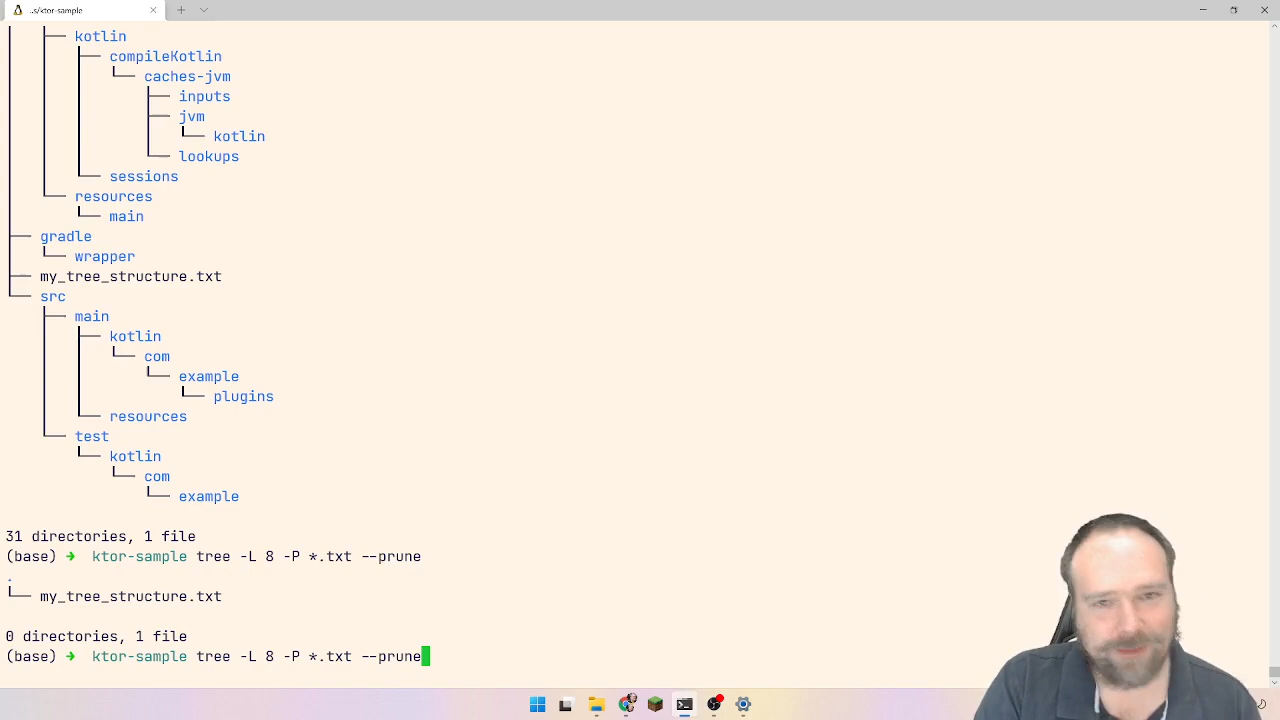 ..s/ktor-sample
kotlin
compileKotlin
caches-jvm
inputs
jvm
kotlin
lookups
sessions
resources
main
gradle
wrapper
my_tree_structure.txt
src
main
kotlin
com
example
plugins
resources
test
kotlin
com
example
31 directories, 1 file
(base) ➜ ktor-sample tree -L 8 -P *.txt --prune
.
my_tree_structure.txt
0 directories, 1 file
(base) ➜ ktor-sample tree -L 8 -P *.txt --prune